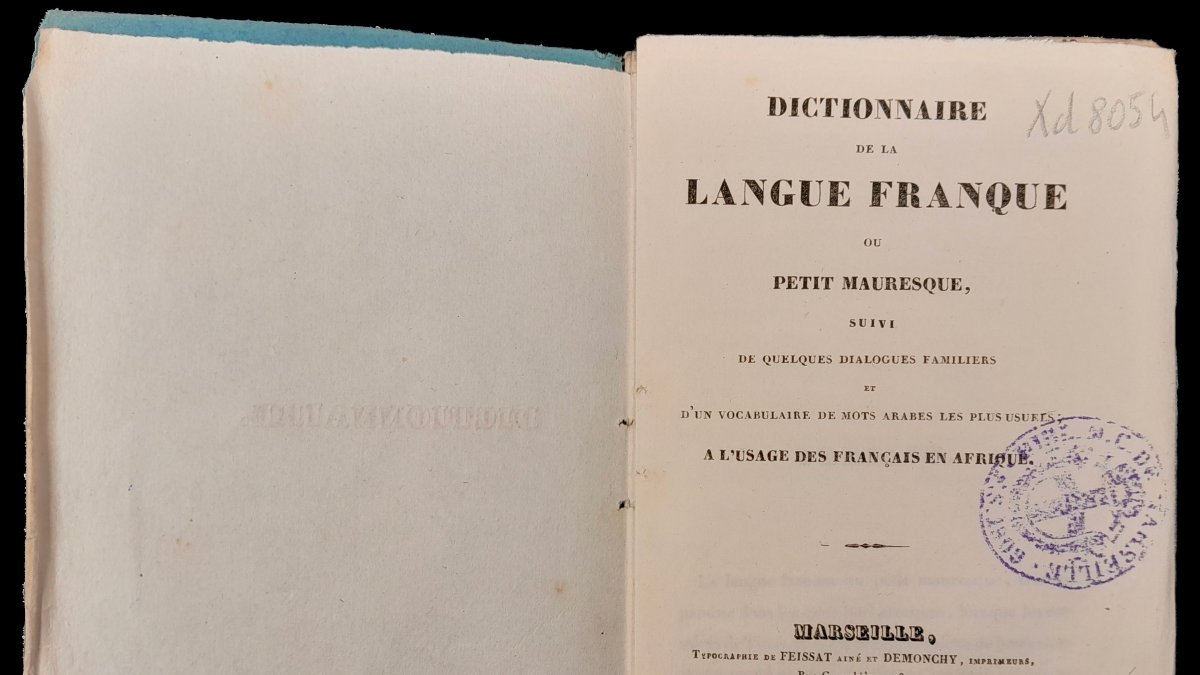 DICTIONNAIRE
Xd 8054
DE LA
LANGUE FRANQUE
OU
PETIT MAURESQUE,
SUIVI
DE QUELQUES DIALOGUES FAMILIERS
ET
D'UN VOCABULAIRE DE MOTS ARABES LES PLUS USUELS;
A L'USAGE DES FRANÇAIS EN AFRIQUE.
MARSEILLE,
TYPOGRAPHIE DE FEISSAT AINÉ ET DEMONCHY, IMPRIMEURS,